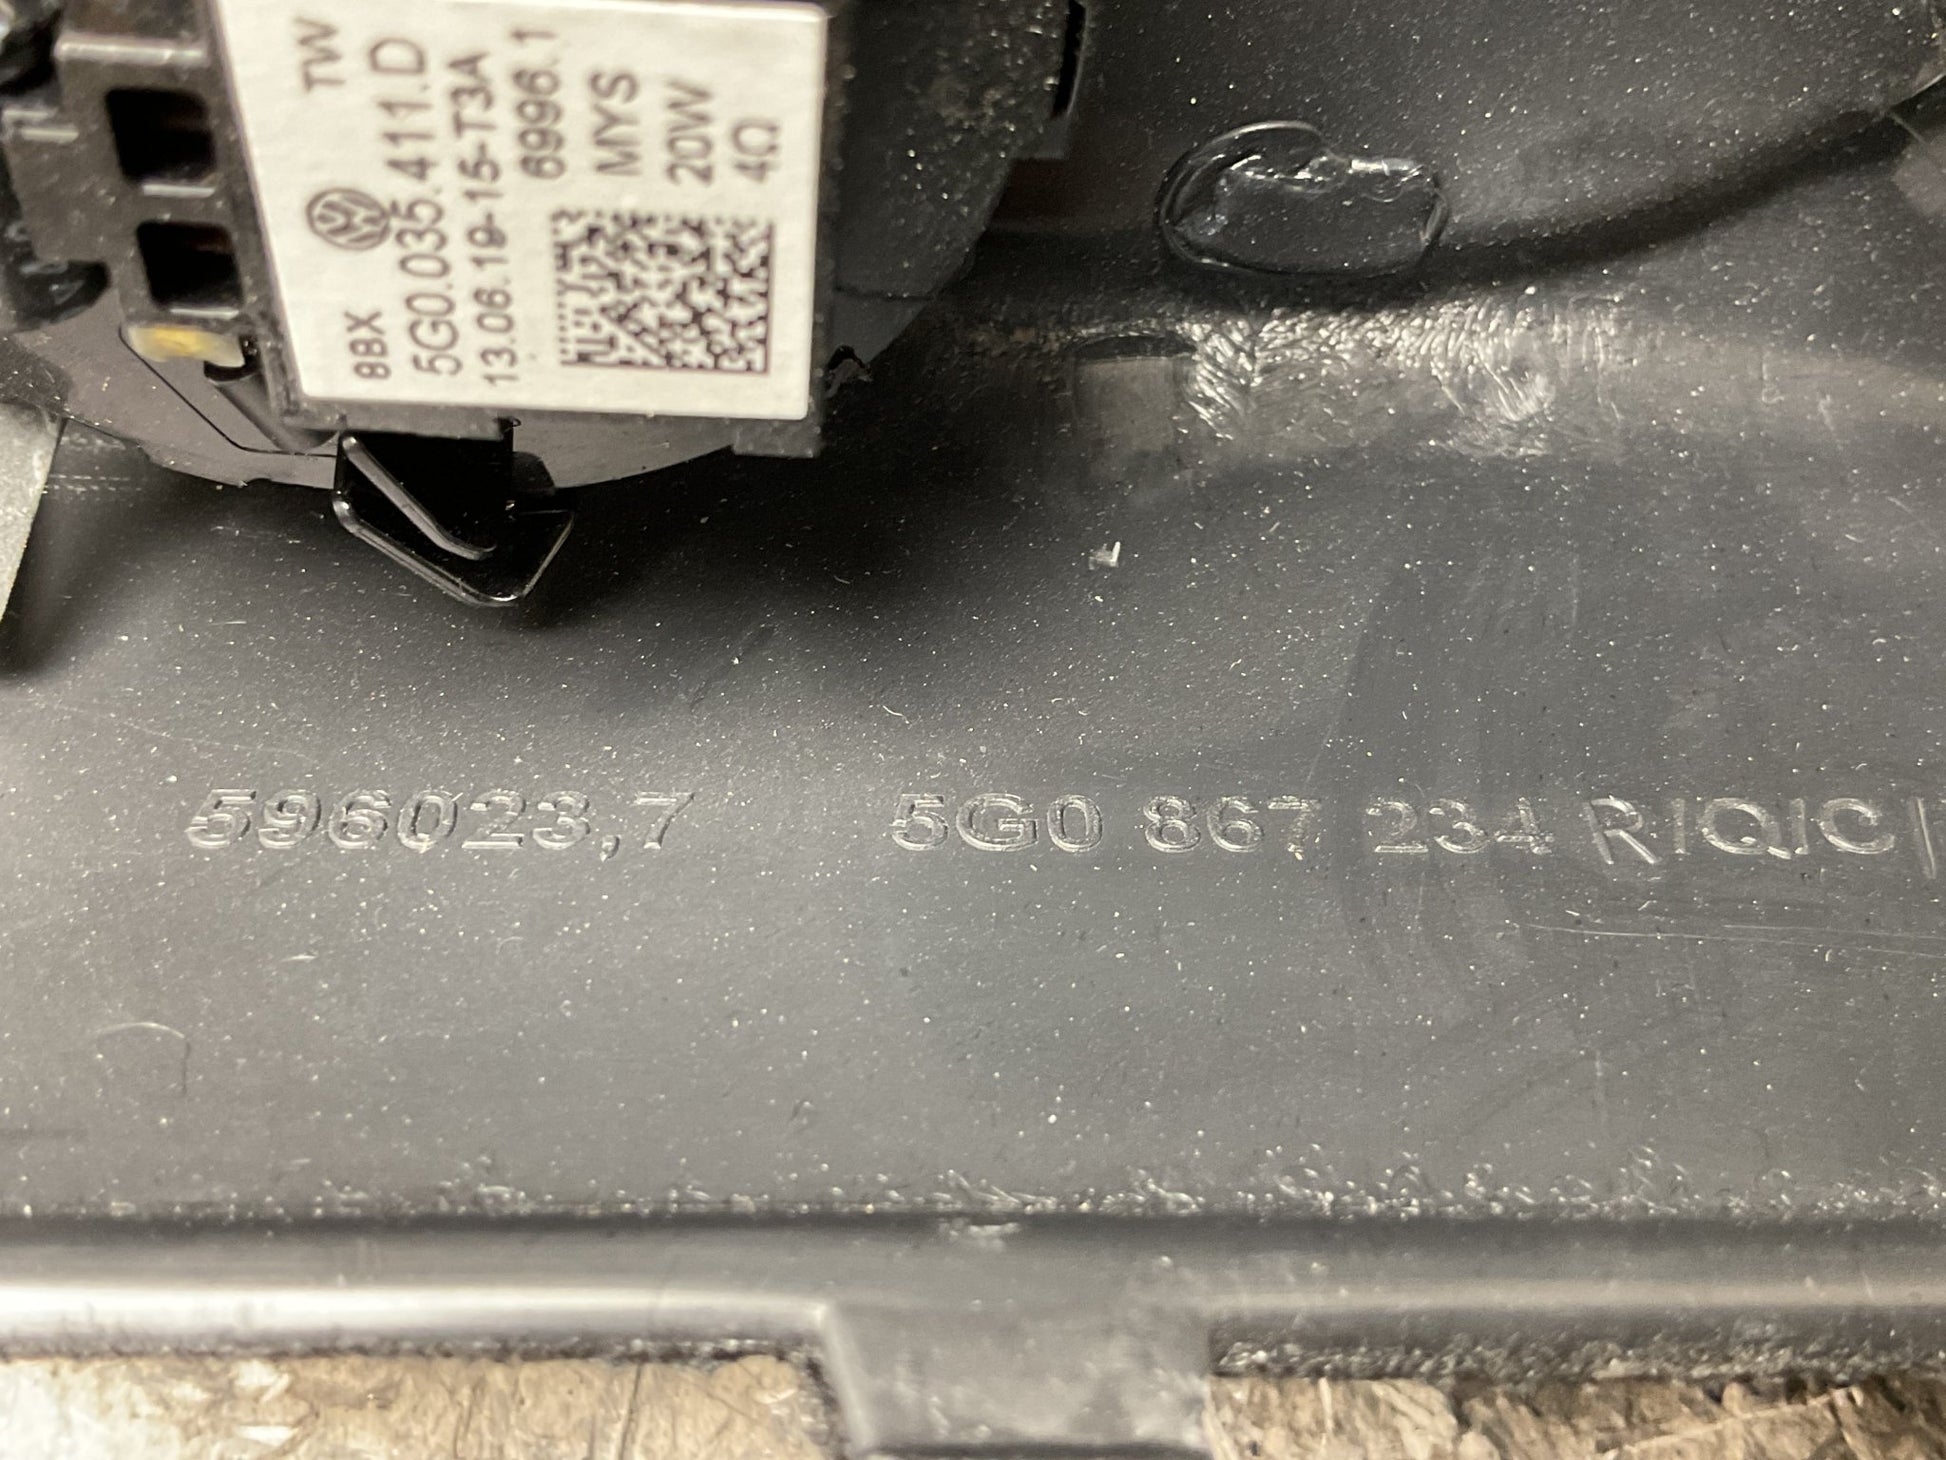 8BX TW
5G0.035.411.D
13.06.19-15-T3A
6996.1
MYS
20W
4Ω
596023,7 5G0 867 234 R/Q/C/